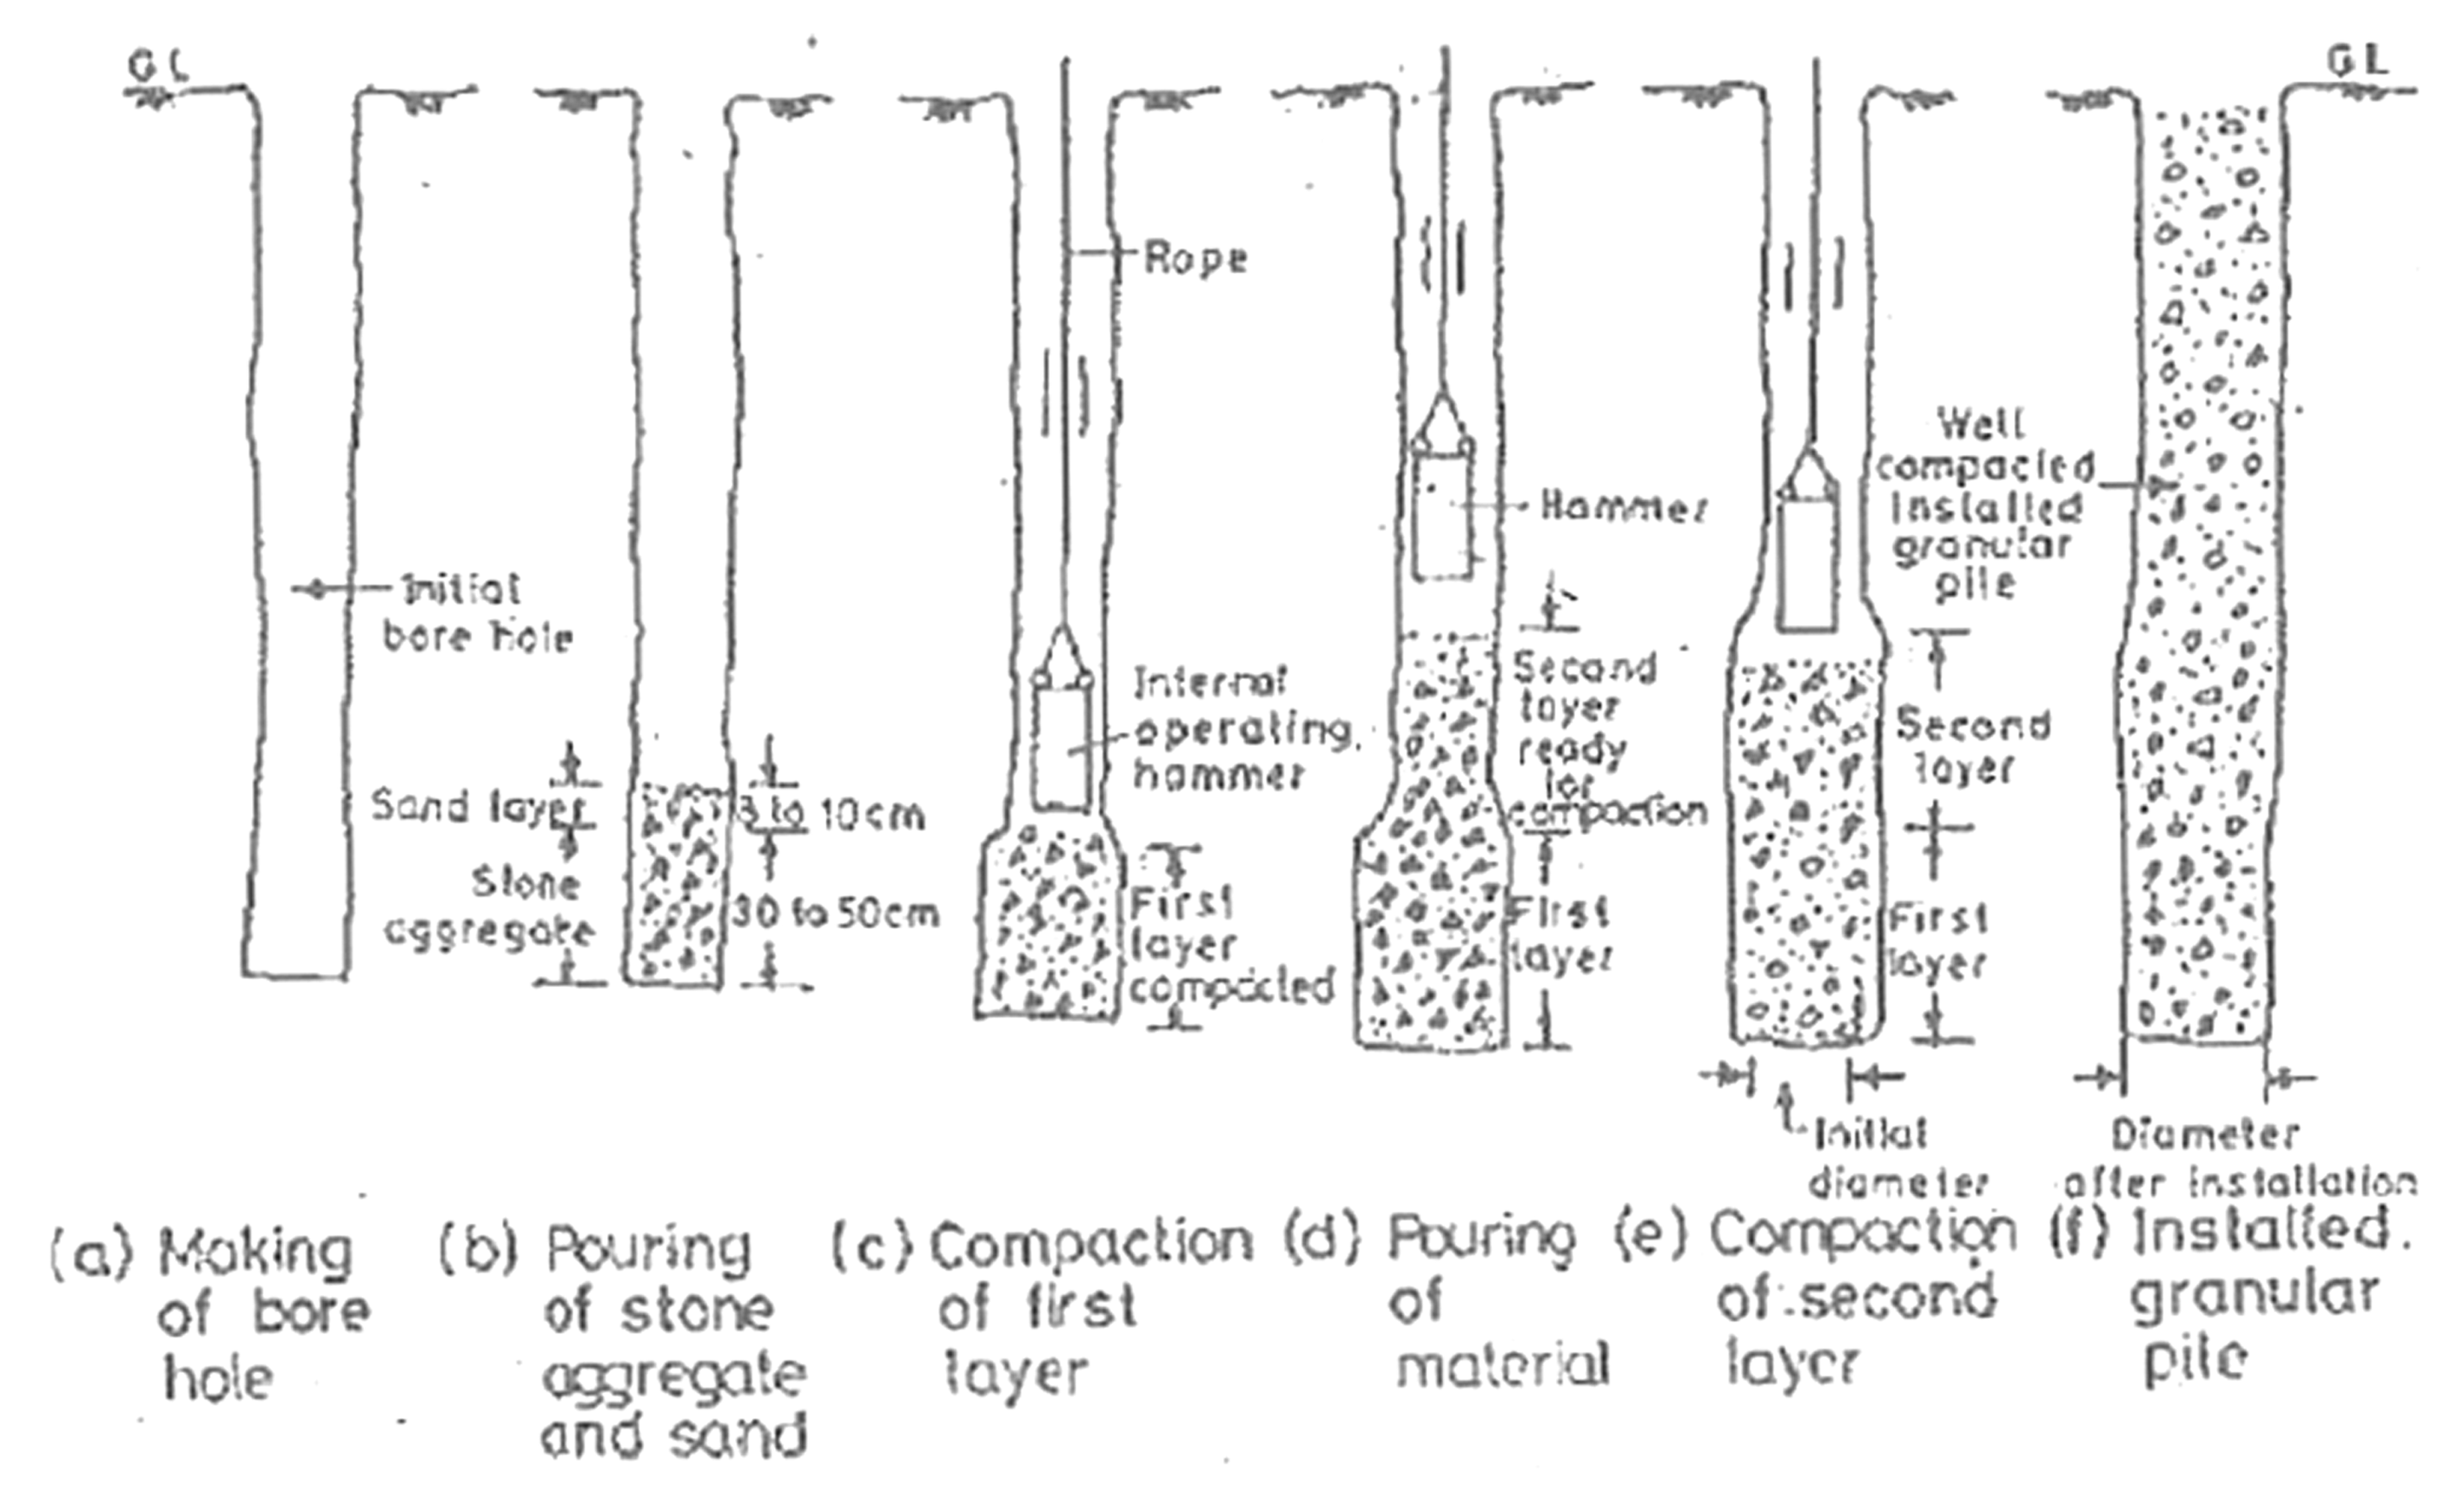 G L
G L
Rope
Well
compacted
Installed
granular
pile
Hammer
Initial
bore hole
Second
layer
ready
for
compaction
Internal
operating
hammer
Second
layer
Sand layer
3 to 10cm
Stone
aggregate
30 to 50cm
First
layer
compacted
First
layer
First
layer
Initial
diameter
Diameter
after installation
(a) Making
of bore
hole
(b) Pouring
of stone
aggregate
and sand
(c) Compaction
of first
layer
(d) Pouring
of
material
(e) Compaction
of second
layer
(f) Installed.
granular
pile